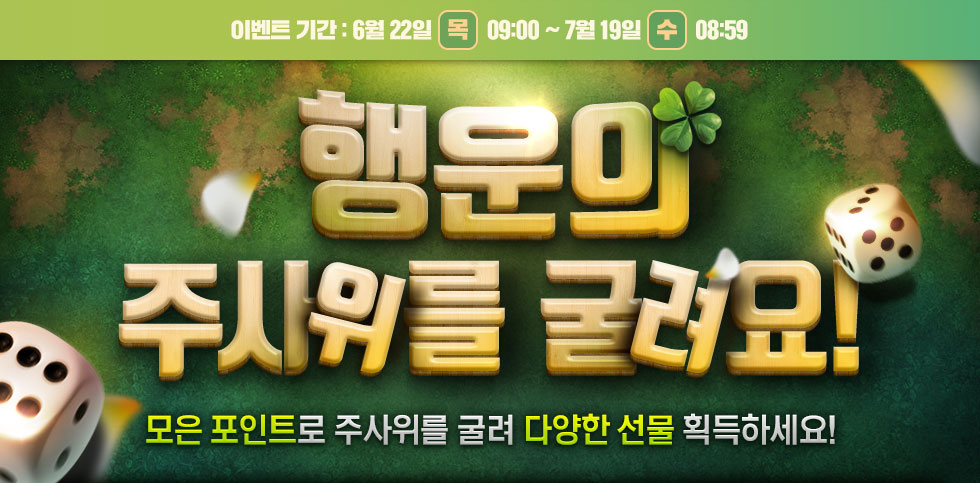 이벤트 기간 : 6월 22일 목 09:00 ~ 7월 19일 수 08:59
행운의
주사위를 굴려요!
모은 포인트로 주사위를 굴려 다양한 선물 획득하세요!